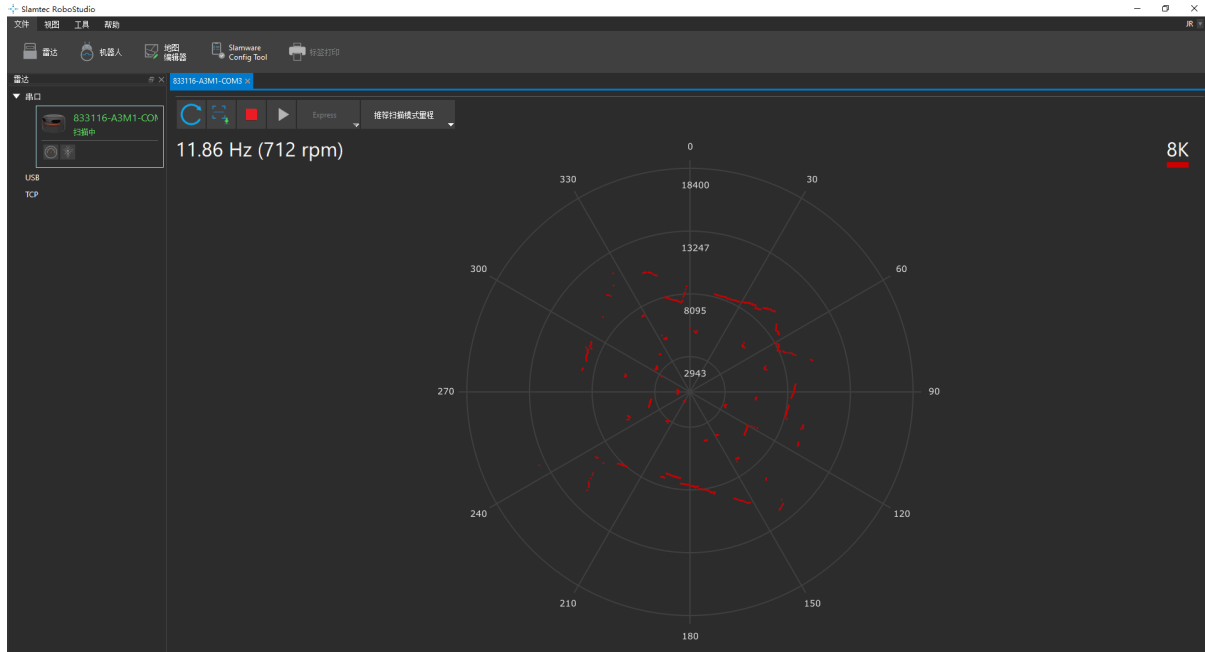 Slamtec RoboStudio
文件 视图 工具 帮助 JR
雷达 机器人 地图编辑器 Slamware Config Tool 标签打印
雷达
833116-A3M1-COM3
串口
833116-A3M1-COM
扫描中
USB
TCP
Express 推荐扫描模式里程
11.86 Hz (712 rpm)
8K
0
330 30
18400
13247
300 60
8095
2943
270 90
240 120
210 150
180